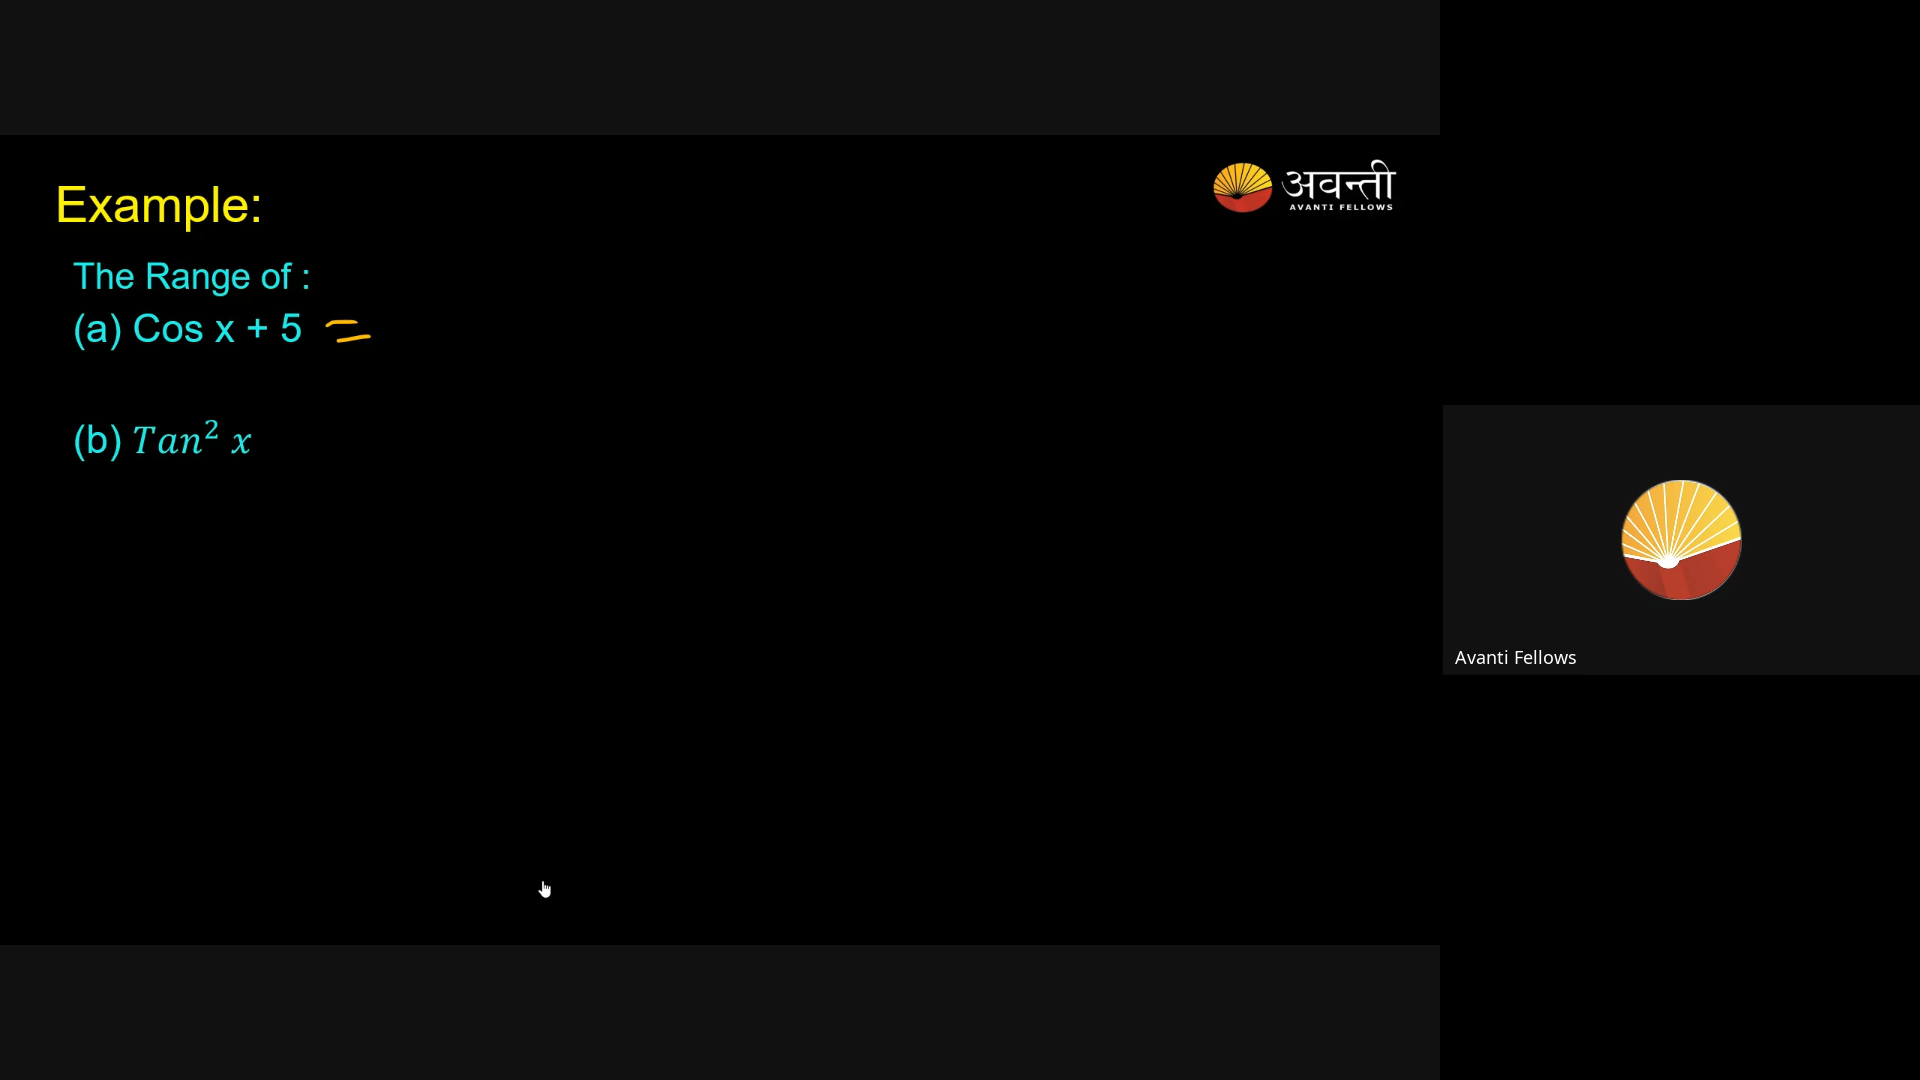 अवन्ती
AVANTI FELLOWS
Example:
The Range of :
(a) Cos x + 5 =
(b) Tan² x
Avanti Fellows